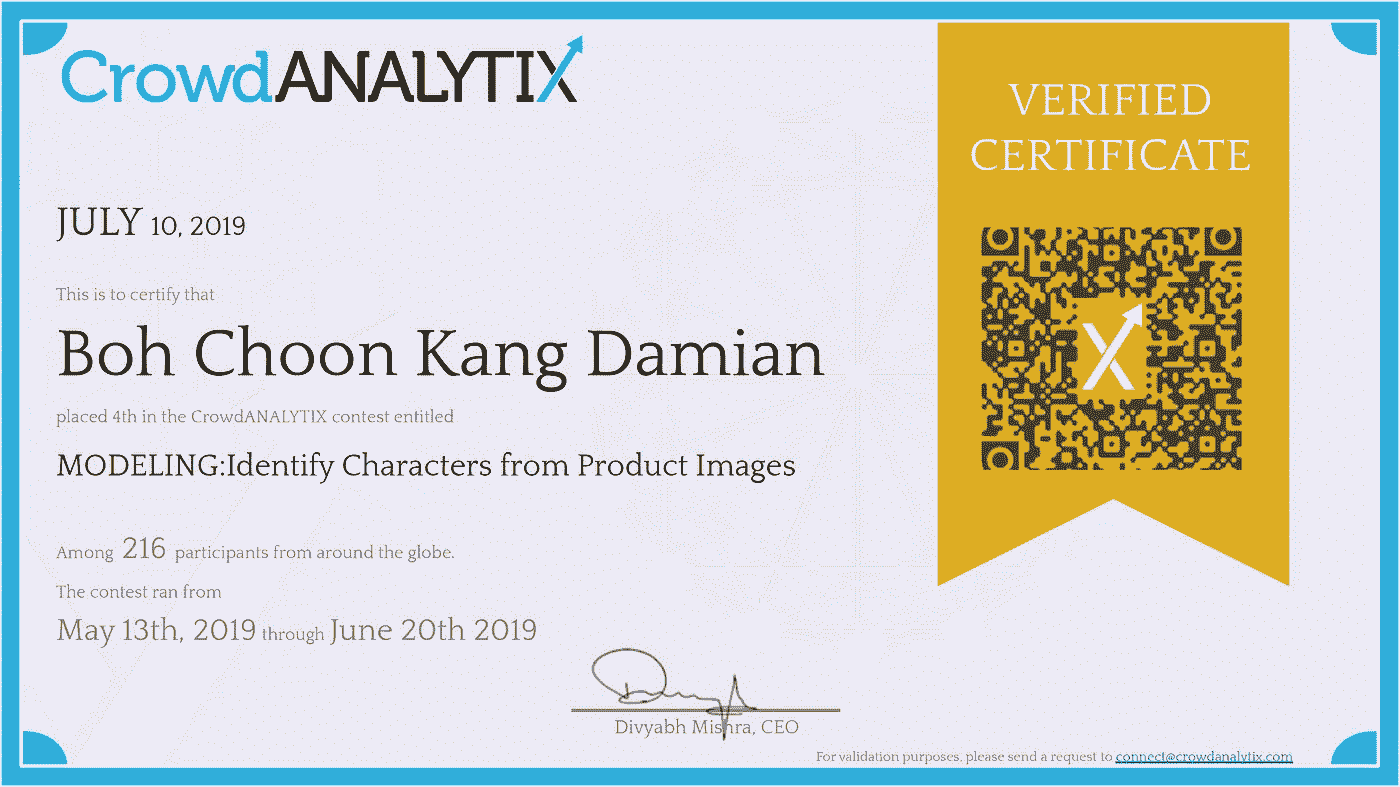 CrowdANALYTIX
VERIFIED
CERTIFICATE
JULY 10, 2019
This is to certify that
Boh Choon Kang Damian
placed 4th in the CrowdANALYTIX contest entitled
MODELING:Identify Characters from Product Images
Among 216 participants from around the globe.
The contest ran from
May 13th, 2019 through June 20th 2019
Divyabh Mishra, CEO
For validation purposes, please send a request to connect@crowdanalytix.com